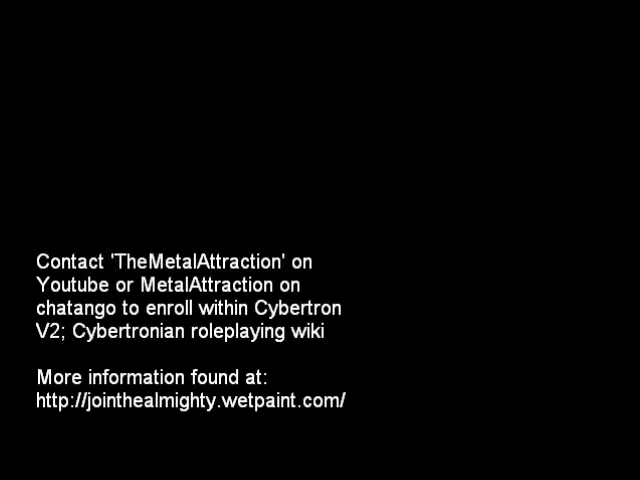 Contact 'TheMetalAttraction' on
Youtube or MetalAttraction on
chatango to enroll within Cybertron
V2; Cybertronian roleplaying wiki
More information found at:
http://jointhealmighty.wetpaint.com/